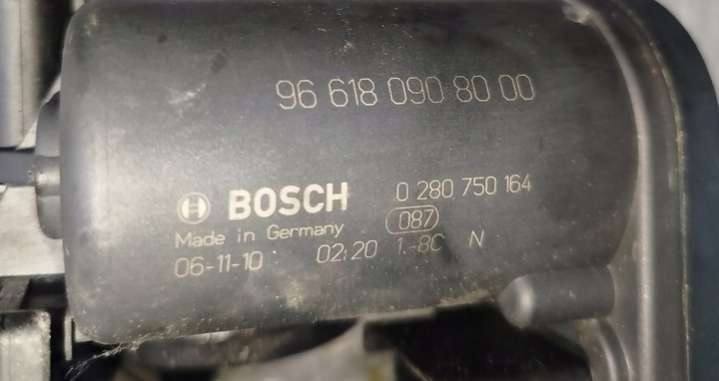 96 618 090 80 00
BOSCH 0 280 750 164
Made in Germany 087
06-11-10 02:20 1.-8C N